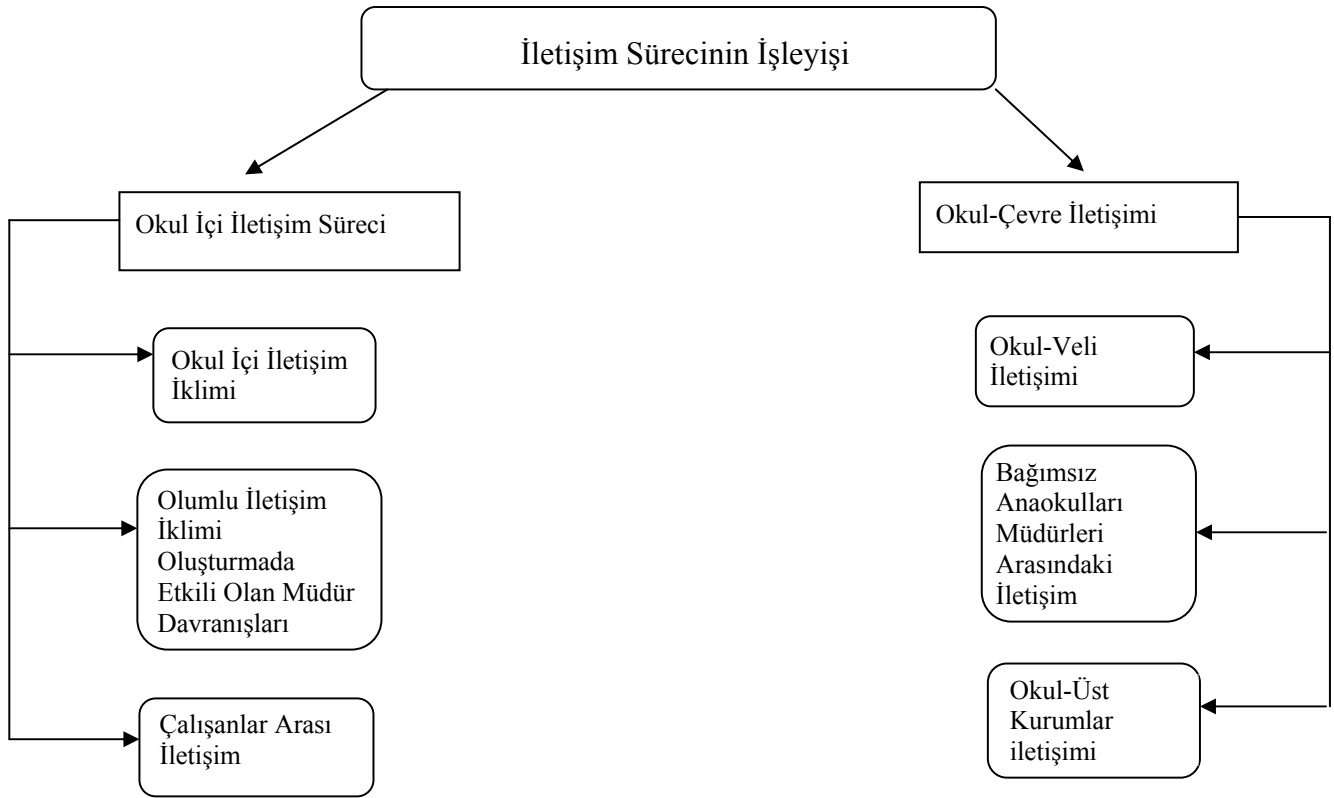 İletişim Sürecinin İşleyişi
Okul İçi İletişim Süreci
Okul İçi İletişim
İklimi
Olumlu İletişim
İklimi
Oluşturmada
Etkili Olan Müdür
Davranışları
Çalışanlar Arası
İletişim
Okul-Çevre İletişimi
Okul-Veli
İletişimi
Bağımsız
Anaokulları
Müdürleri
Arasındaki
İletişim
Okul-Üst
Kurumlar
iletişimi